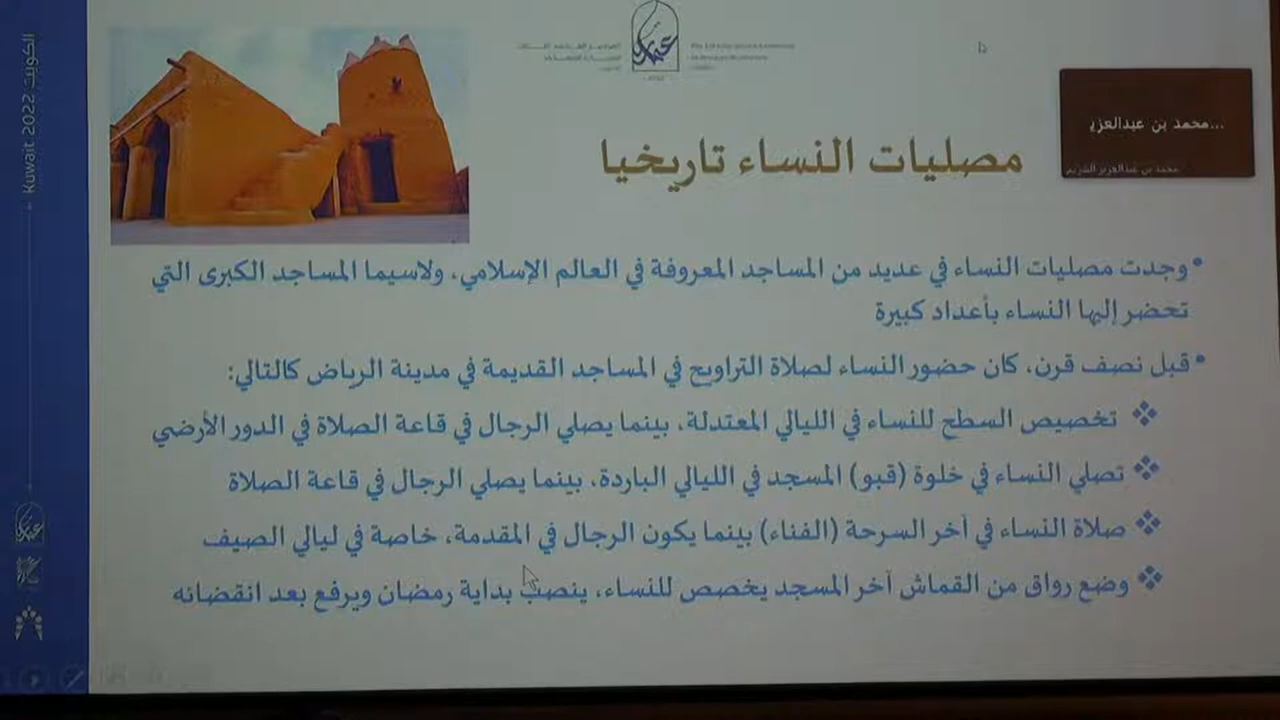 محمد بن عبدالعزيز...
محمد بن عبدالعزيز الشريم
مصليات النساء تاريخيا
• وجدت مصليات النساء في عديد من المساجد المعروفة في العالم الإسلامي، ولاسيما المساجد الكبرى التي
تحضر إليها النساء بأعداد كبيرة
• قبل نصف قرن، كان حضور النساء لصلاة التراويح في المساجد القديمة في مدينة الرياض كالتالي:
❖ تخصيص السطح للنساء في الليالي المعتدلة، بينما يصلي الرجال في قاعة الصلاة في الدور الأرضي
❖ تصلي النساء في خلوة (قبو) المسجد في الليالي الباردة، بينما يصلي الرجال في قاعة الصلاة
❖ صلاة النساء في آخر السرحة (الفناء) بينما يكون الرجال في المقدمة، خاصة في ليالي الصيف
❖ وضع رواق من القماش آخر المسجد يخصص للنساء، ينصب بداية رمضان ويرفع بعد انقضائه
Kuwait 2022 الكويت